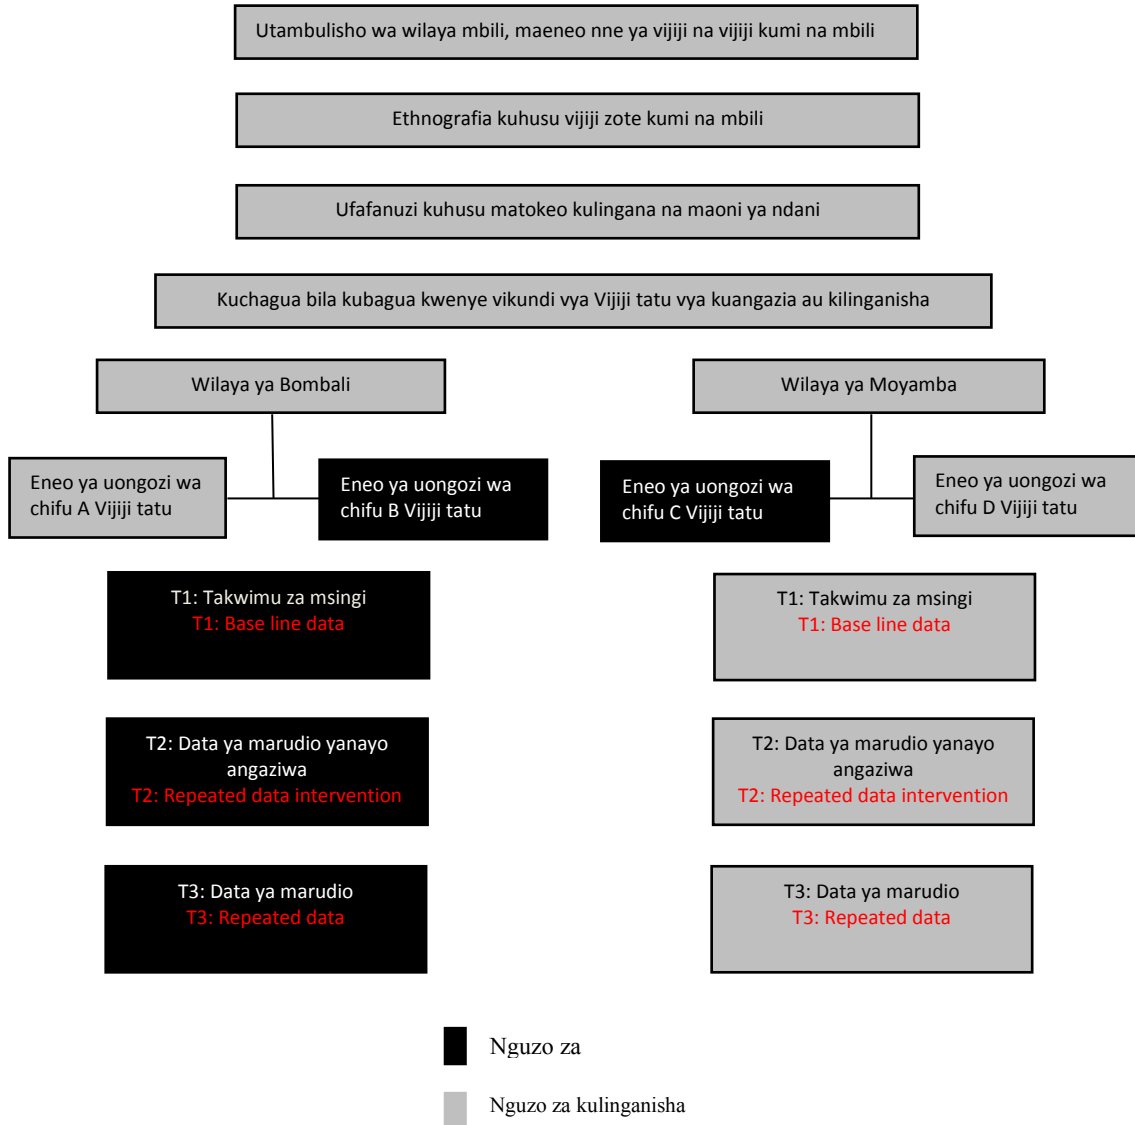 Utambulisho wa wilaya mbili, maeneo nne ya vijiji na vijiji kumi na mbili
Ethnografia kuhusu vijiji zote kumi na mbili
Ufafanuzi kuhusu matokeo kulingana na maoni ya ndani
Kuchagua bila kubagua kwenye vikundi vya Vijiji tatu vya kuangazia au kilinganisha
Wilaya ya Bombali
Wilaya ya Moyamba
Eneo ya uongozi wa
chifu A Vijiji tatu
Eneo ya uongozi wa
chifu B Vijiji tatu
Eneo ya uongozi wa
chifu C Vijiji tatu
Eneo ya uongozi wa
chifu D Vijiji tatu
T1: Takwimu za msingi
T1: Base line data
T1: Takwimu za msingi
T1: Base line data
T2: Data ya marudio yanayo
angaziwa
T2: Repeated data intervention
T2: Data ya marudio yanayo
angaziwa
T2: Repeated data intervention
T3: Data ya marudio
T3: Repeated data
T3: Data ya marudio
T3: Repeated data
Nguzo za
Nguzo za kulinganisha